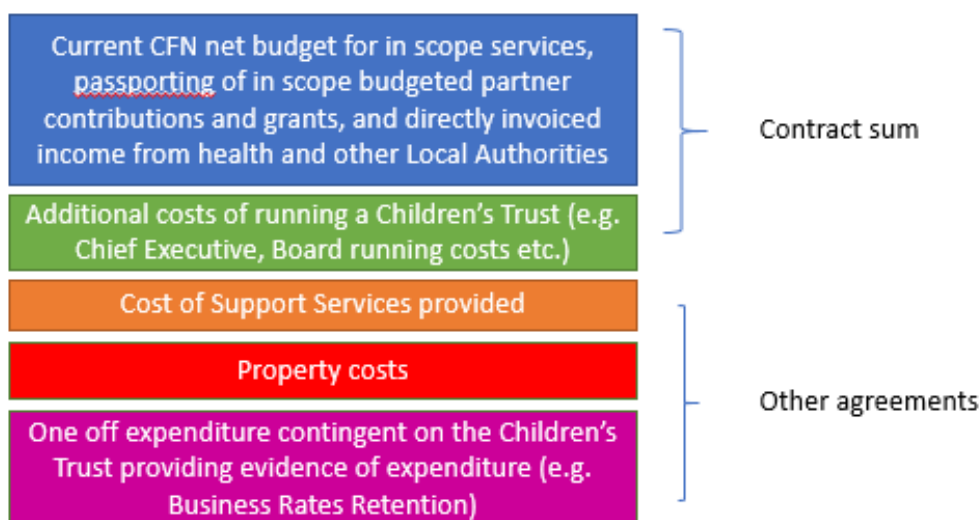 Current CFN net budget for in scope services,
passporting of in scope budgeted partner
contributions and grants, and directly invoiced
income from health and other Local Authorities
Contract sum
Additional costs of running a Children’s Trust (e.g.
Chief Executive, Board running costs etc.)
Cost of Support Services provided
Property costs
Other agreements
One off expenditure contingent on the Children’s
Trust providing evidence of expenditure (e.g.
Business Rates Retention)